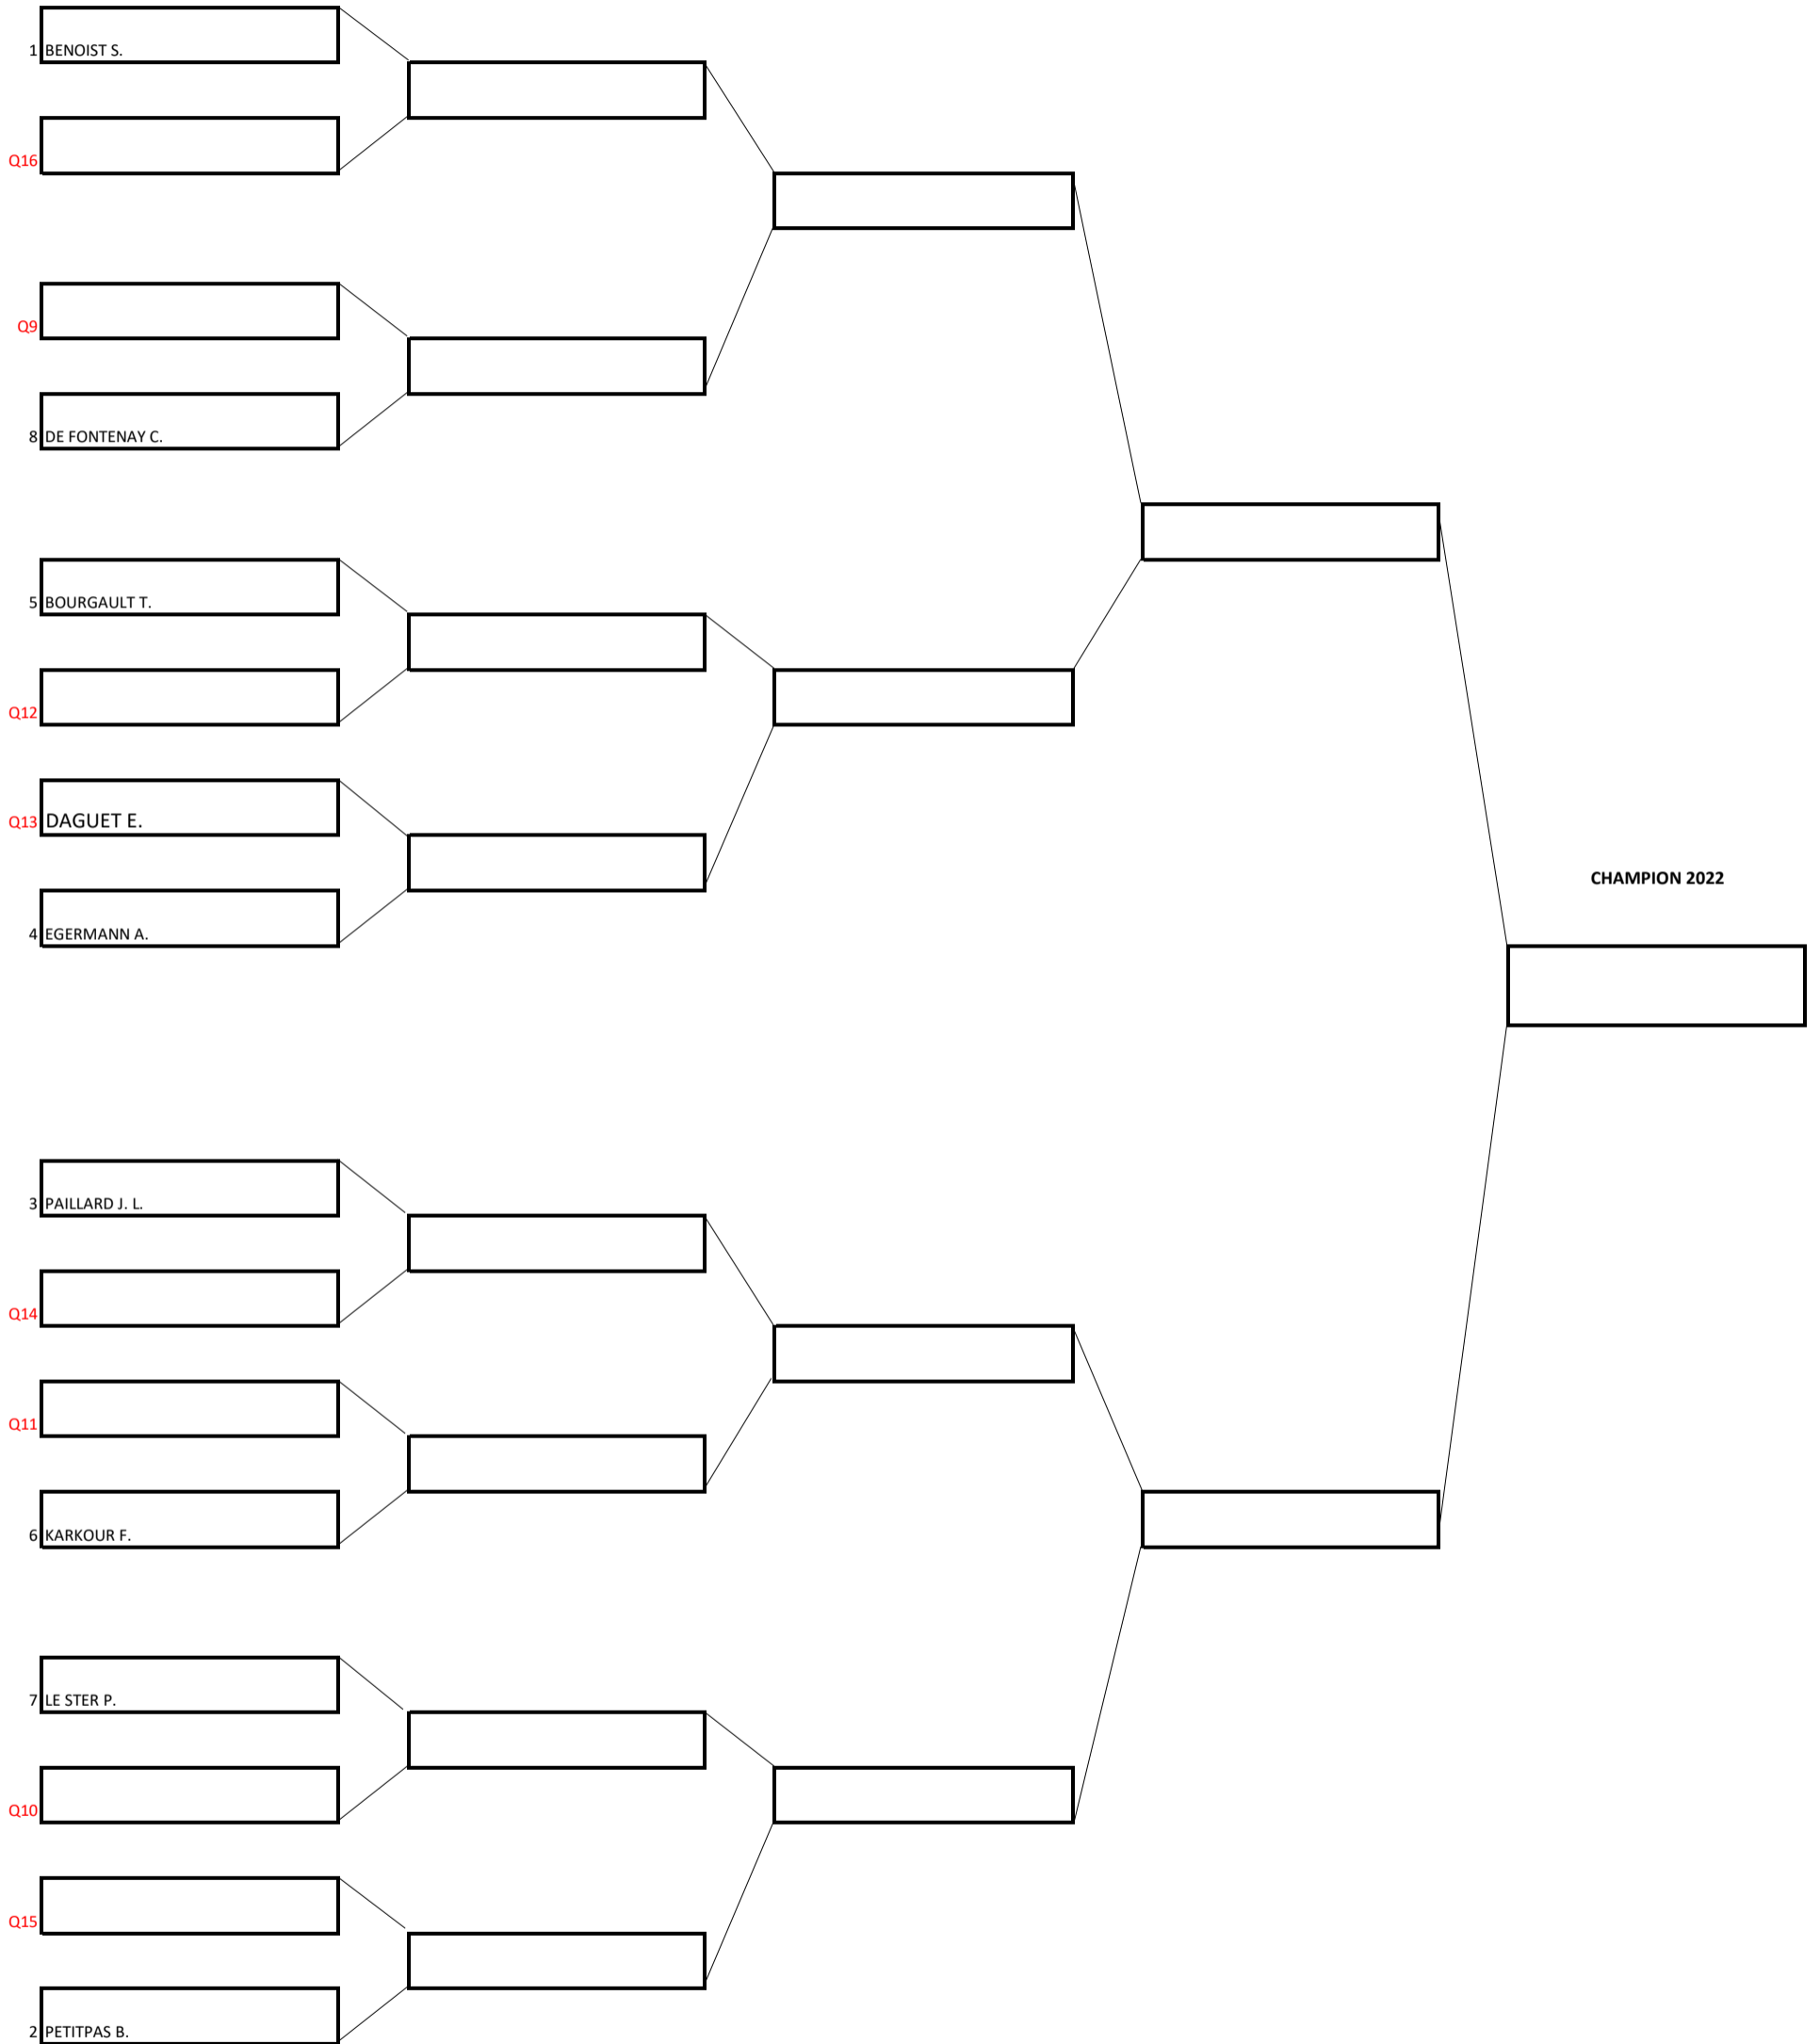 1 BENOIST S.
Q16
Q9
8 DE FONTENAY C.
5 BOURGAULT T.
Q12
Q13 DAGUET E.
CHAMPION 2022
4 EGERMANN A.
3 PAILLARD J. L.
Q14
Q11
6 KARKOUR F.
7 LE STER P.
Q10
Q15
2 PETITPAS B.